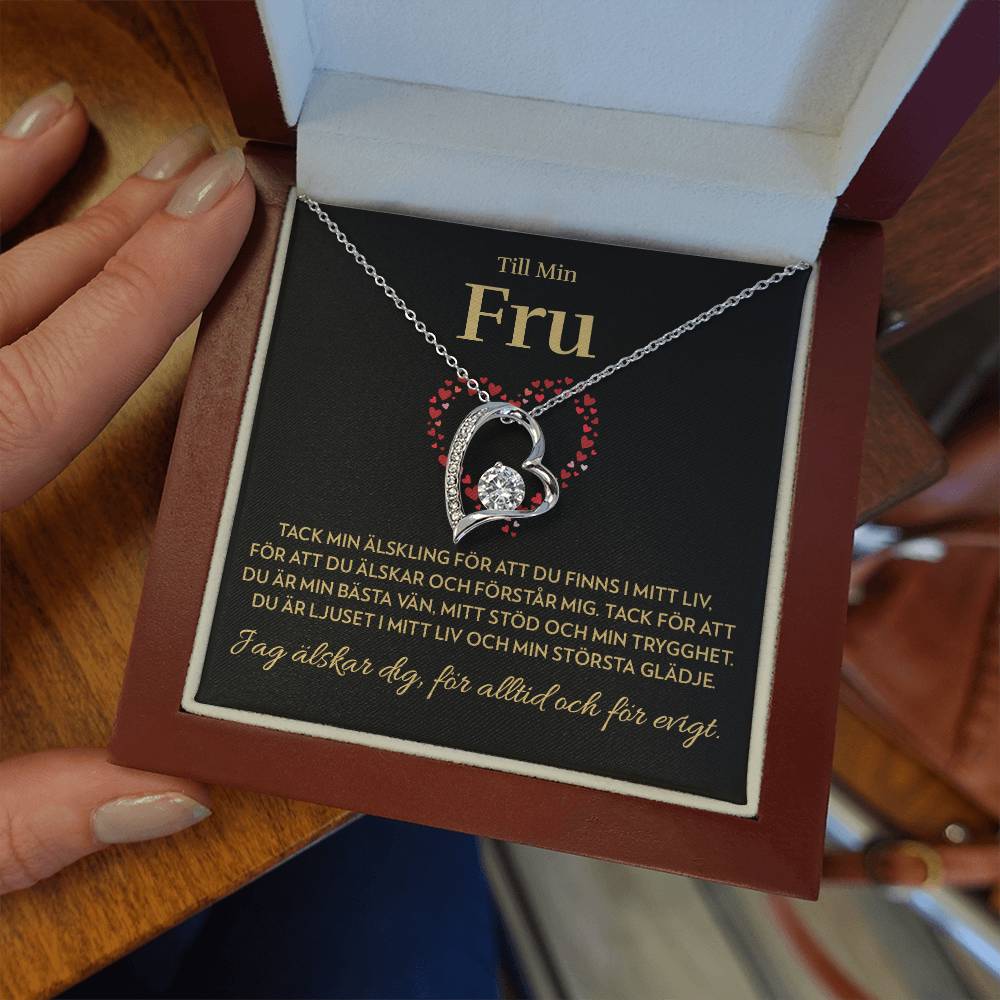 Till Min
Fru
TACK MIN ÄLSKLING FÖR ATT DU FINNS I MITT LIV,
FÖR ATT DU ÄLSKAR OCH FÖRSTÅR MIG. TACK FÖR ATT
DU ÄR MIN BÄSTA VÄN, MITT STÖD OCH MIN TRYGGHET.
DU ÄR LJUSET I MITT LIV OCH MIN STÖRSTA GLÄDJE.
Jag älskar dig, för alltid och för evigt.